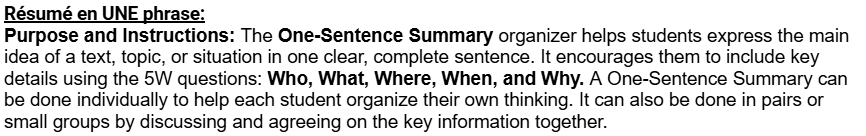 Résumé en UNE phrase:
Purpose and Instructions: The One-Sentence Summary organizer helps students express the main
idea of a text, topic, or situation in one clear, complete sentence. It encourages them to include key
details using the 5W questions: Who, What, Where, When, and Why. A One-Sentence Summary can
be done individually to help each student organize their own thinking. It can also be done in pairs or
small groups by discussing and agreeing on the key information together.